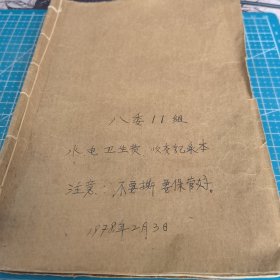 八委11组
水电卫生费 收支纪录本
注意：不要撕 要保管好。
1978年2月3日